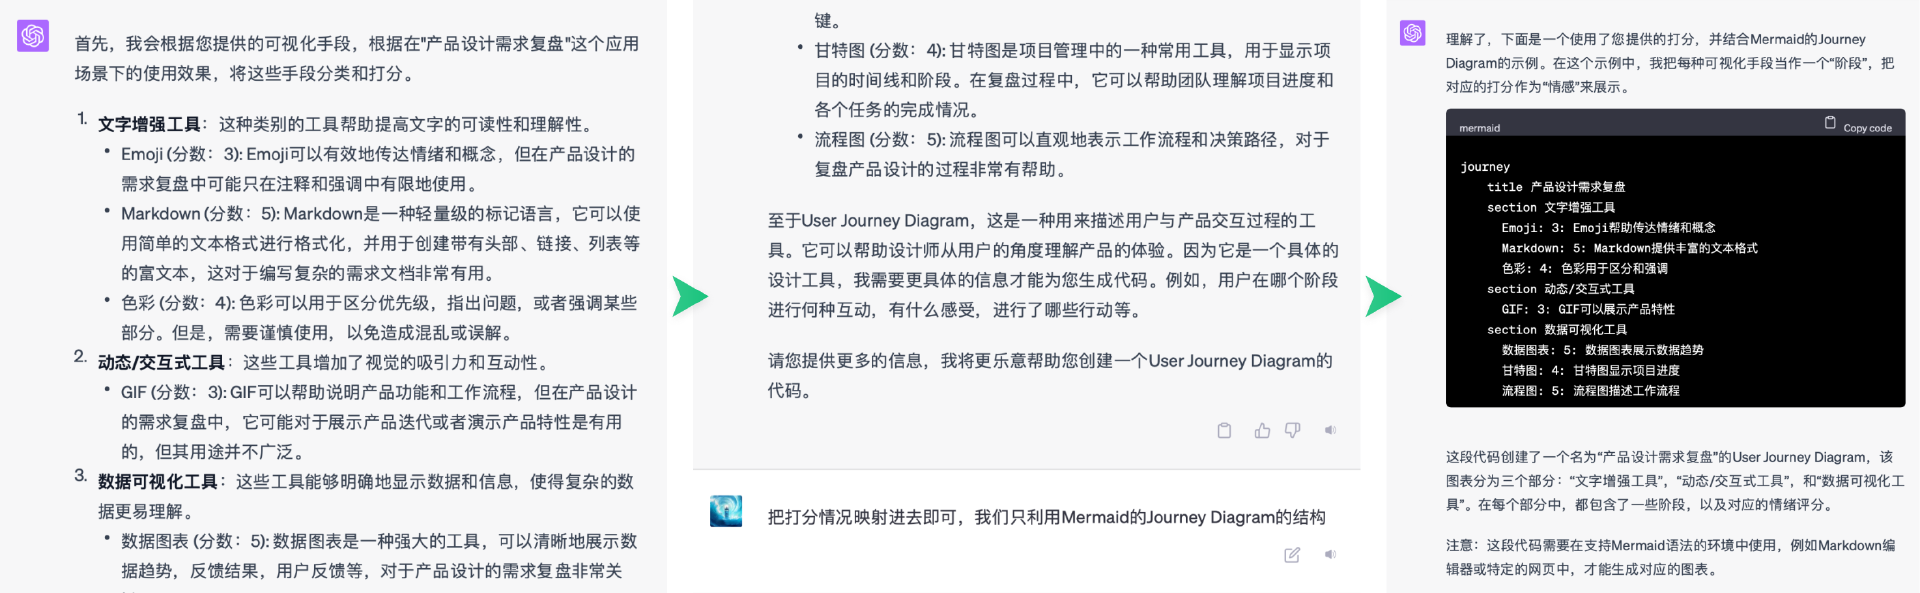 首先，我会根据您提供的可视化手段，根据在"产品设计需求复盘"这个应用
场景下的使用效果，将这些手段分类和打分。
1. 文字增强工具：这种类别的工具帮助提高文字的可读性和理解性。
• Emoji (分数：3): Emoji可以有效地传达情绪和概念，但在产品设计的
需求复盘中可能只在注释和强调中有限地使用。
• Markdown (分数：5): Markdown是一种轻量级的标记语言，它可以使
用简单的文本格式进行格式化，并用于创建带有头部、链接、列表等
的富文本，这对于编写复杂的需求文档非常有用。
• 色彩 (分数：4): 色彩可以用于区分优先级，指出问题，或者强调某些
部分。但是，需要谨慎使用，以免造成混乱或误解。
2. 动态/交互式工具：这些工具增加了视觉的吸引力和互动性。
• GIF (分数：3): GIF可以帮助说明产品功能和工作流程，但在产品设计
的需求复盘中，它可能对于展示产品迭代或者演示产品特性是有用
的，但其用途并不广泛。
3. 数据可视化工具：这些工具能够明确地显示数据和信息，使得复杂的数
据更易理解。
• 数据图表 (分数：5): 数据图表是一种强大的工具，可以清晰地展示数
据趋势，反馈结果，用户反馈等，对于产品设计的需求复盘非常关
键。
• 甘特图 (分数：4): 甘特图是项目管理中的一种常用工具，用于显示项
目的时间线和阶段。在复盘过程中，它可以帮助团队理解项目进度和
各个任务的完成情况。
• 流程图 (分数：5): 流程图可以直观地表示工作流程和决策路径，对于
复盘产品设计的过程非常有帮助。
至于User Journey Diagram，这是一种用来描述用户与产品交互过程的工
具。它可以帮助设计师从用户的角度理解产品的体验。因为它是一个具体的
设计工具，我需要更具体的信息才能为您生成代码。例如，用户在哪个阶段
进行何种互动，有什么感受，进行了哪些行动等。
请您提供更多的信息，我将更乐意帮助您创建一个User Journey Diagram的
代码。
把打分情况映射进去即可，我们只利用Mermaid的Journey Diagram的结构
理解了，下面是一个使用了您提供的打分，并结合Mermaid的Journey
Diagram的示例。在这个示例中，我把每种可视化手段当作一个“阶段”，把
对应的打分作为“情感”来展示。
mermaid
Copy code
journey
title 产品设计需求复盘
section 文字增强工具
Emoji: 3: Emoji帮助传达情绪和概念
Markdown: 5: Markdown提供丰富的文本格式
色彩: 4: 色彩用于区分和强调
section 动态/交互式工具
GIF: 3: GIF可以展示产品特性
section 数据可视化工具
数据图表: 5: 数据图表展示数据趋势
甘特图: 4: 甘特图显示项目进度
流程图: 5: 流程图描述工作流程
这段代码创建了一个名为“产品设计需求复盘”的User Journey Diagram，该
图表分为三个部分：“文字增强工具”，“动态/交互式工具”，和“数据可视化工
具”。在每个部分中，都包含了一些阶段，以及对应的情绪评分。
注意：这段代码需要在支持Mermaid语法的环境中使用，例如Markdown编
辑器或特定的网页中，才能生成对应的图表。